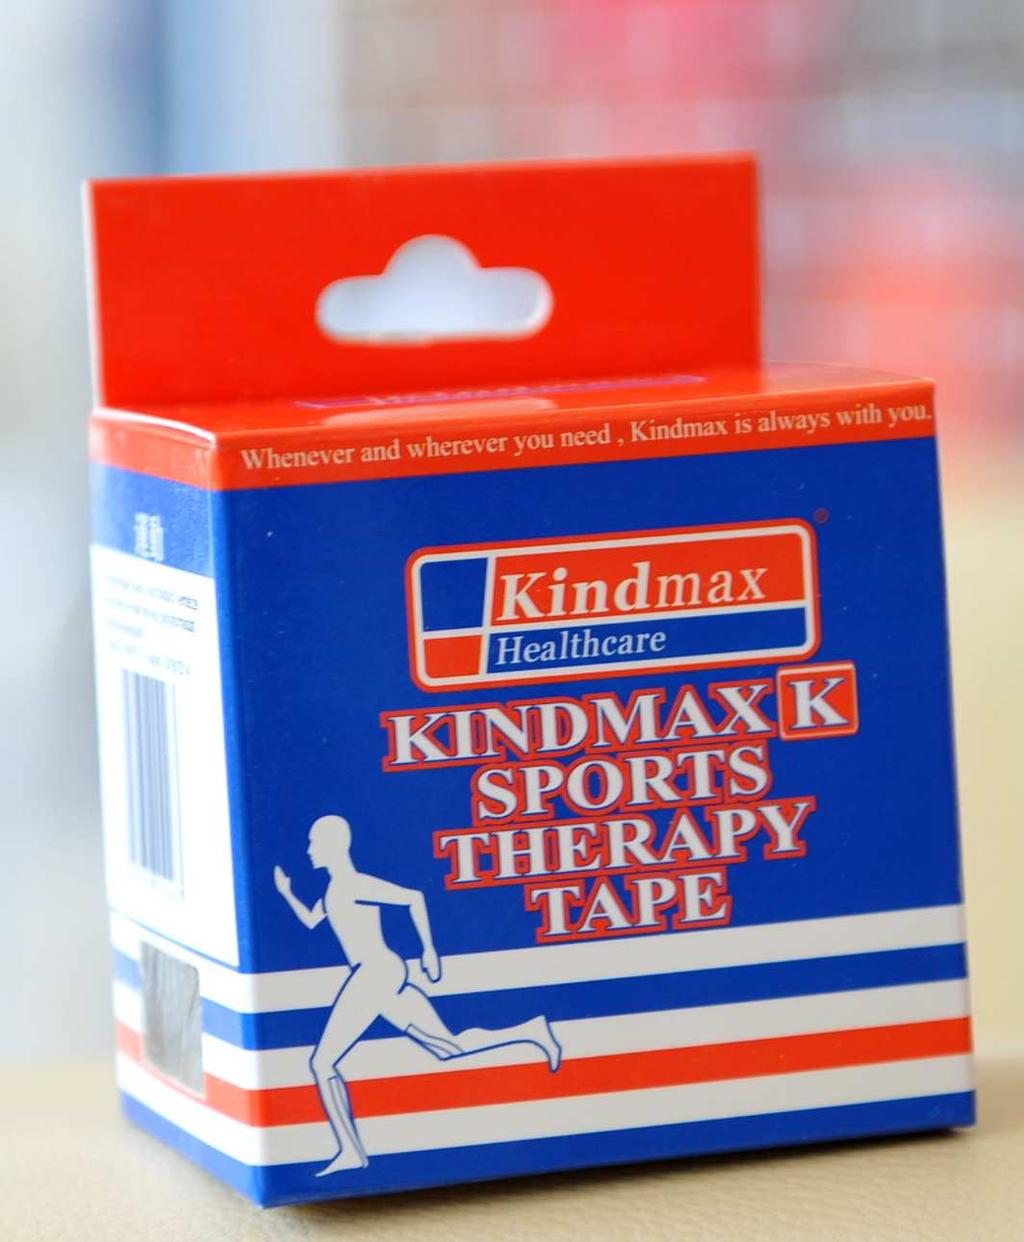 Whenever and wherever you need , Kindmax is always with you.
®
Kindmax
Healthcare
KINDMAX K
SPORTS
THERAPY
TAPE